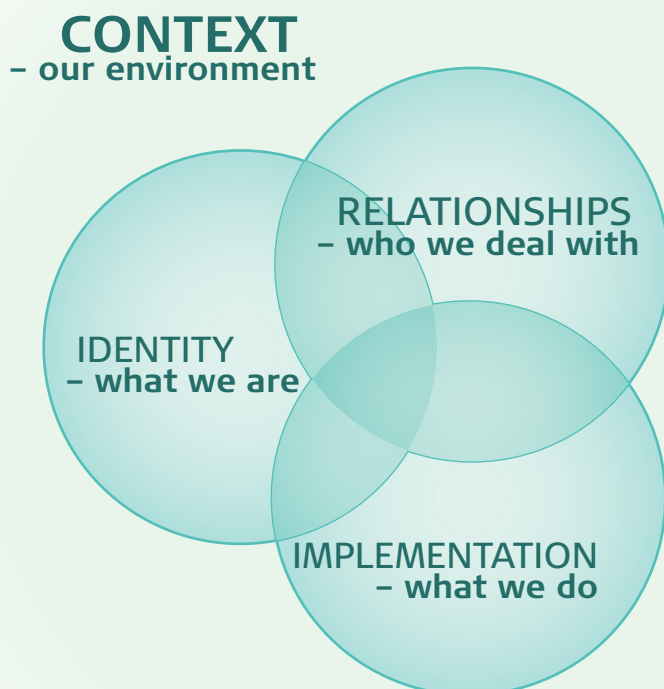 CONTEXT
– our environment
RELATIONSHIPS
– who we deal with
IDENTITY
– what we are
IMPLEMENTATION
– what we do